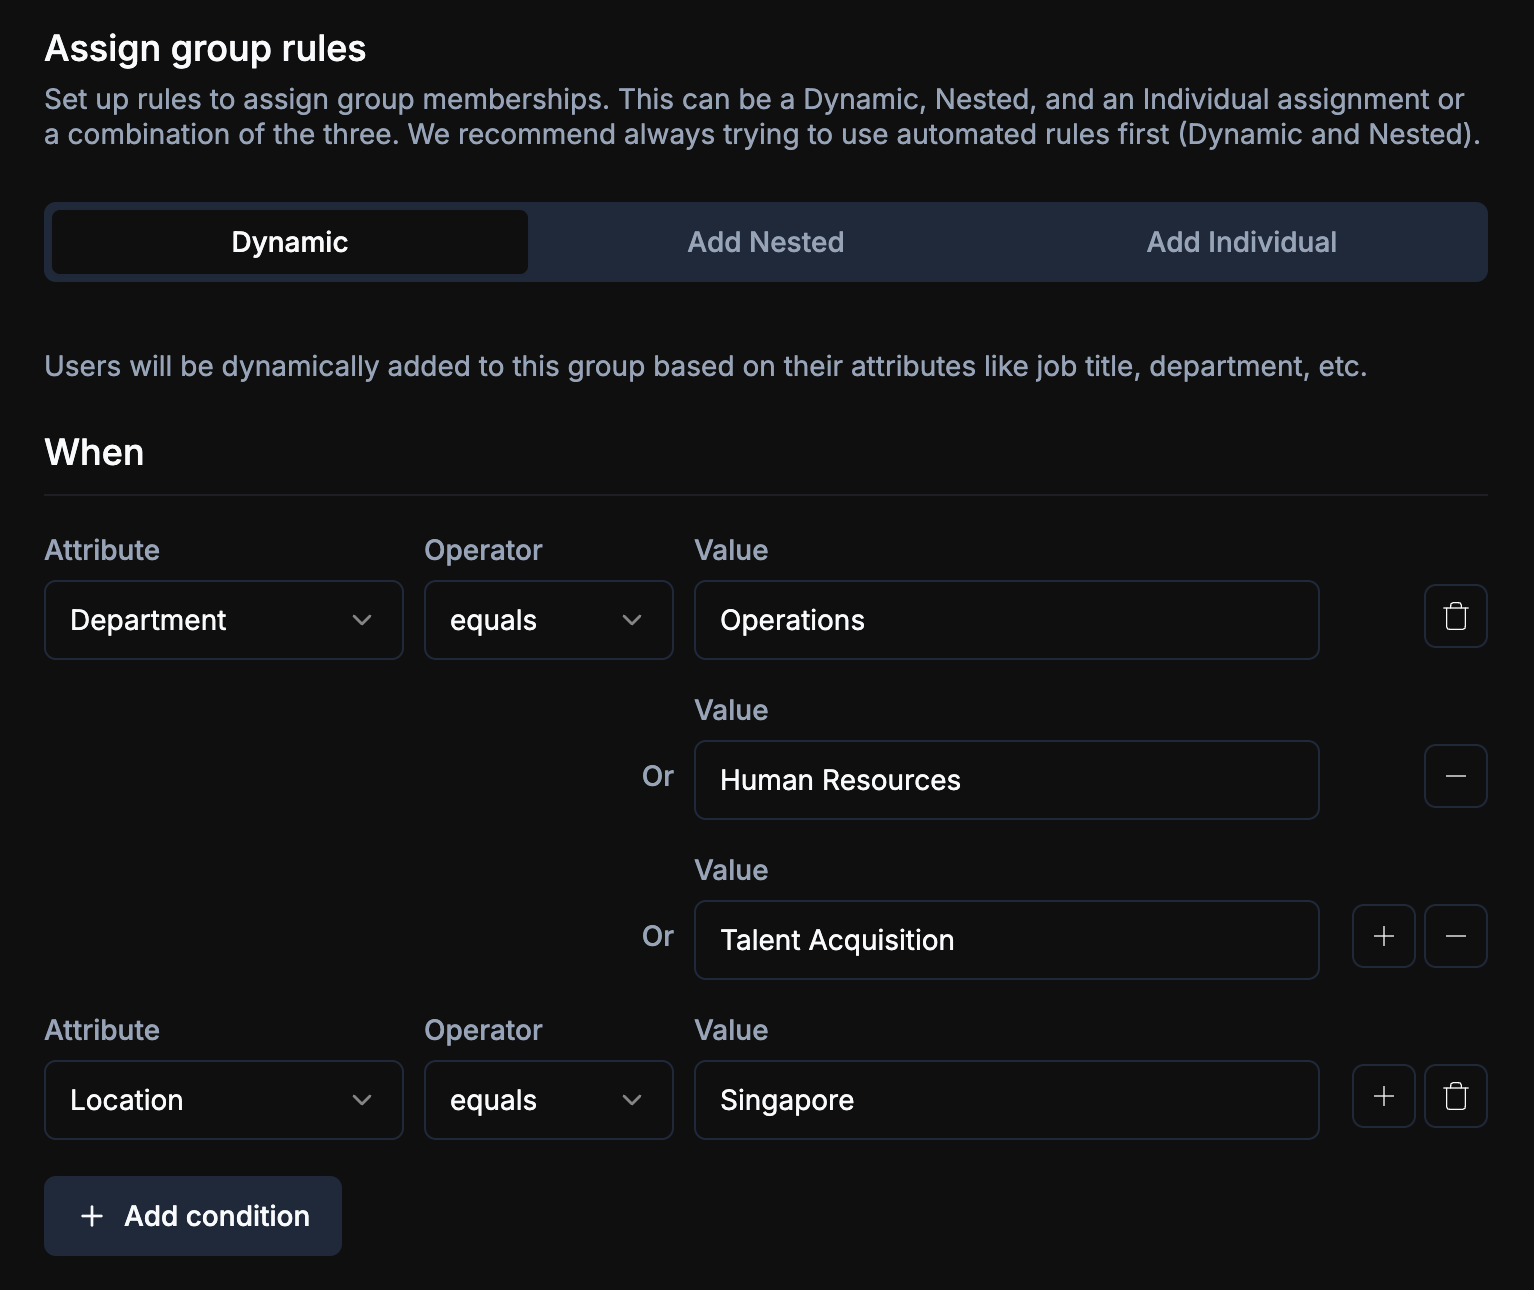 Assign group rules
Set up rules to assign group memberships. This can be a Dynamic, Nested, and an Individual assignment or
a combination of the three. We recommend always trying to use automated rules first (Dynamic and Nested).
Dynamic Add Nested Add Individual
Users will be dynamically added to this group based on their attributes like job title, department, etc.
When
Attribute Operator Value
Department equals Operations
Value
Or Human Resources
Value
Or Talent Acquisition
Attribute Operator Value
Location equals Singapore
Add condition